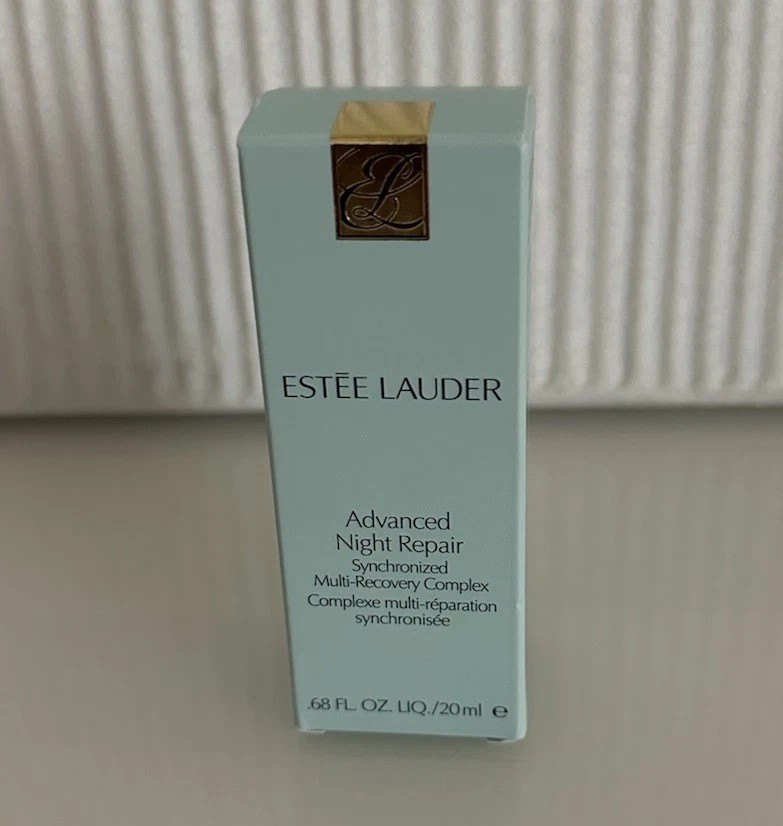 EL
ESTĒE LAUDER
Advanced
Night Repair
Synchronized
Multi-Recovery Complex
Complexe multi-réparation
synchronisée
.68 FL. OZ. LIQ./20 ml ℮